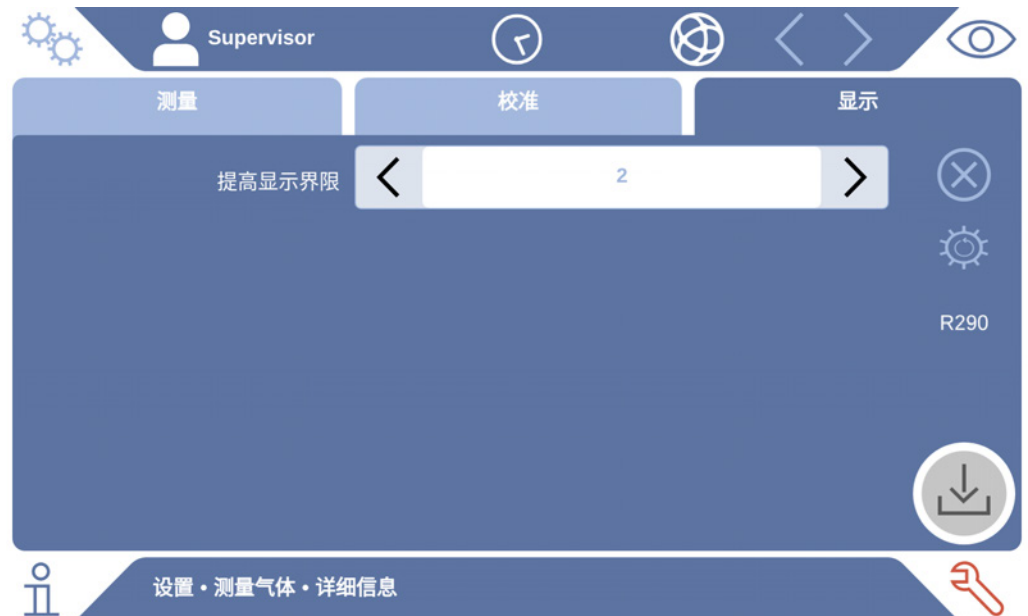 Supervisor
测量
校准
显示
提高显示界限
2
R290
设置 • 测量气体 • 详细信息